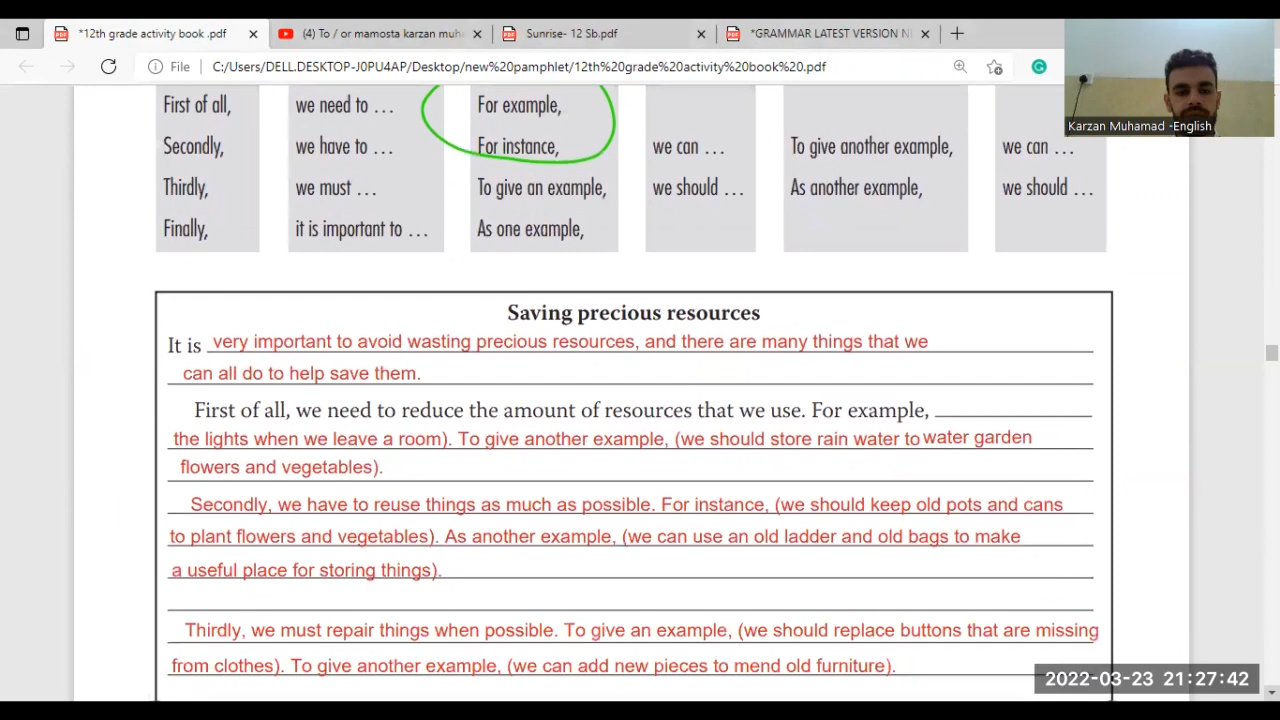 *12th grade activity book .pdf
(4) To / or mamosta karzan muh
Sunrise- 12 Sb.pdf
*GRAMMAR LATEST VERSION
File C:/Users/DELL.DESKTOP-J0PU4AP/Desktop/new%20pamphlet/12th%20grade%20activity%20book%20.pdf
Karzan Muhamad -English
First of all, we need to … For example,
Secondly, we have to … For instance, we can … To give another example, we can …
Thirdly, we must … To give an example, we should … As another example, we should …
Finally, it is important to … As one example,
Saving precious resources
It is very important to avoid wasting precious resources, and there are many things that we
can all do to help save them.
First of all, we need to reduce the amount of resources that we use. For example,
the lights when we leave a room). To give another example, (we should store rain water to water garden
flowers and vegetables).
Secondly, we have to reuse things as much as possible. For instance, (we should keep old pots and cans
to plant flowers and vegetables). As another example, (we can use an old ladder and old bags to make
a useful place for storing things).
Thirdly, we must repair things when possible. To give an example, (we should replace buttons that are missing
from clothes). To give another example, (we can add new pieces to mend old furniture).
2022-03-23 21:27:42